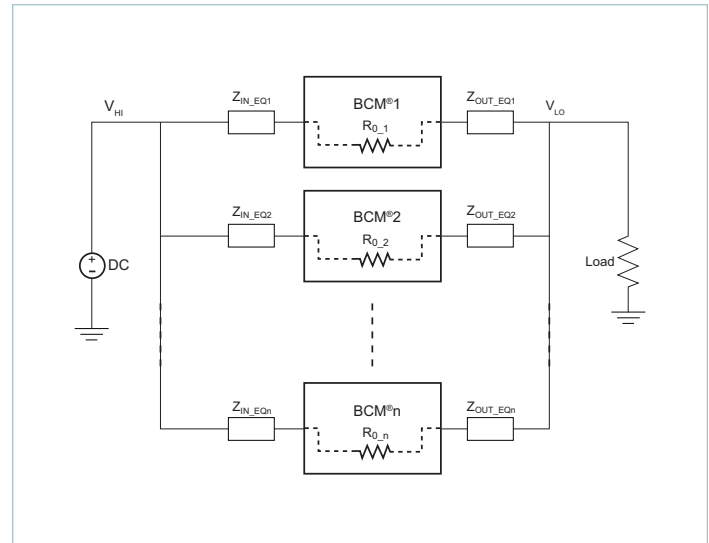 Z_IN_EQ1
BCM®1
Z_OUT_EQ1
V_HI
R_0_1
V_LO
Z_IN_EQ2
BCM®2
Z_OUT_EQ2
R_0_2
+
-
DC
Load
Z_IN_EQn
BCM®n
Z_OUT_EQn
R_0_n